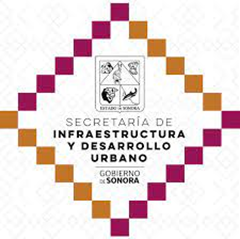 ESTADO DE SONORA
SECRETARÍA DE
INFRAESTRUCTURA
Y DESARROLLO
URBANO
GOBIERNO
DE SONORA